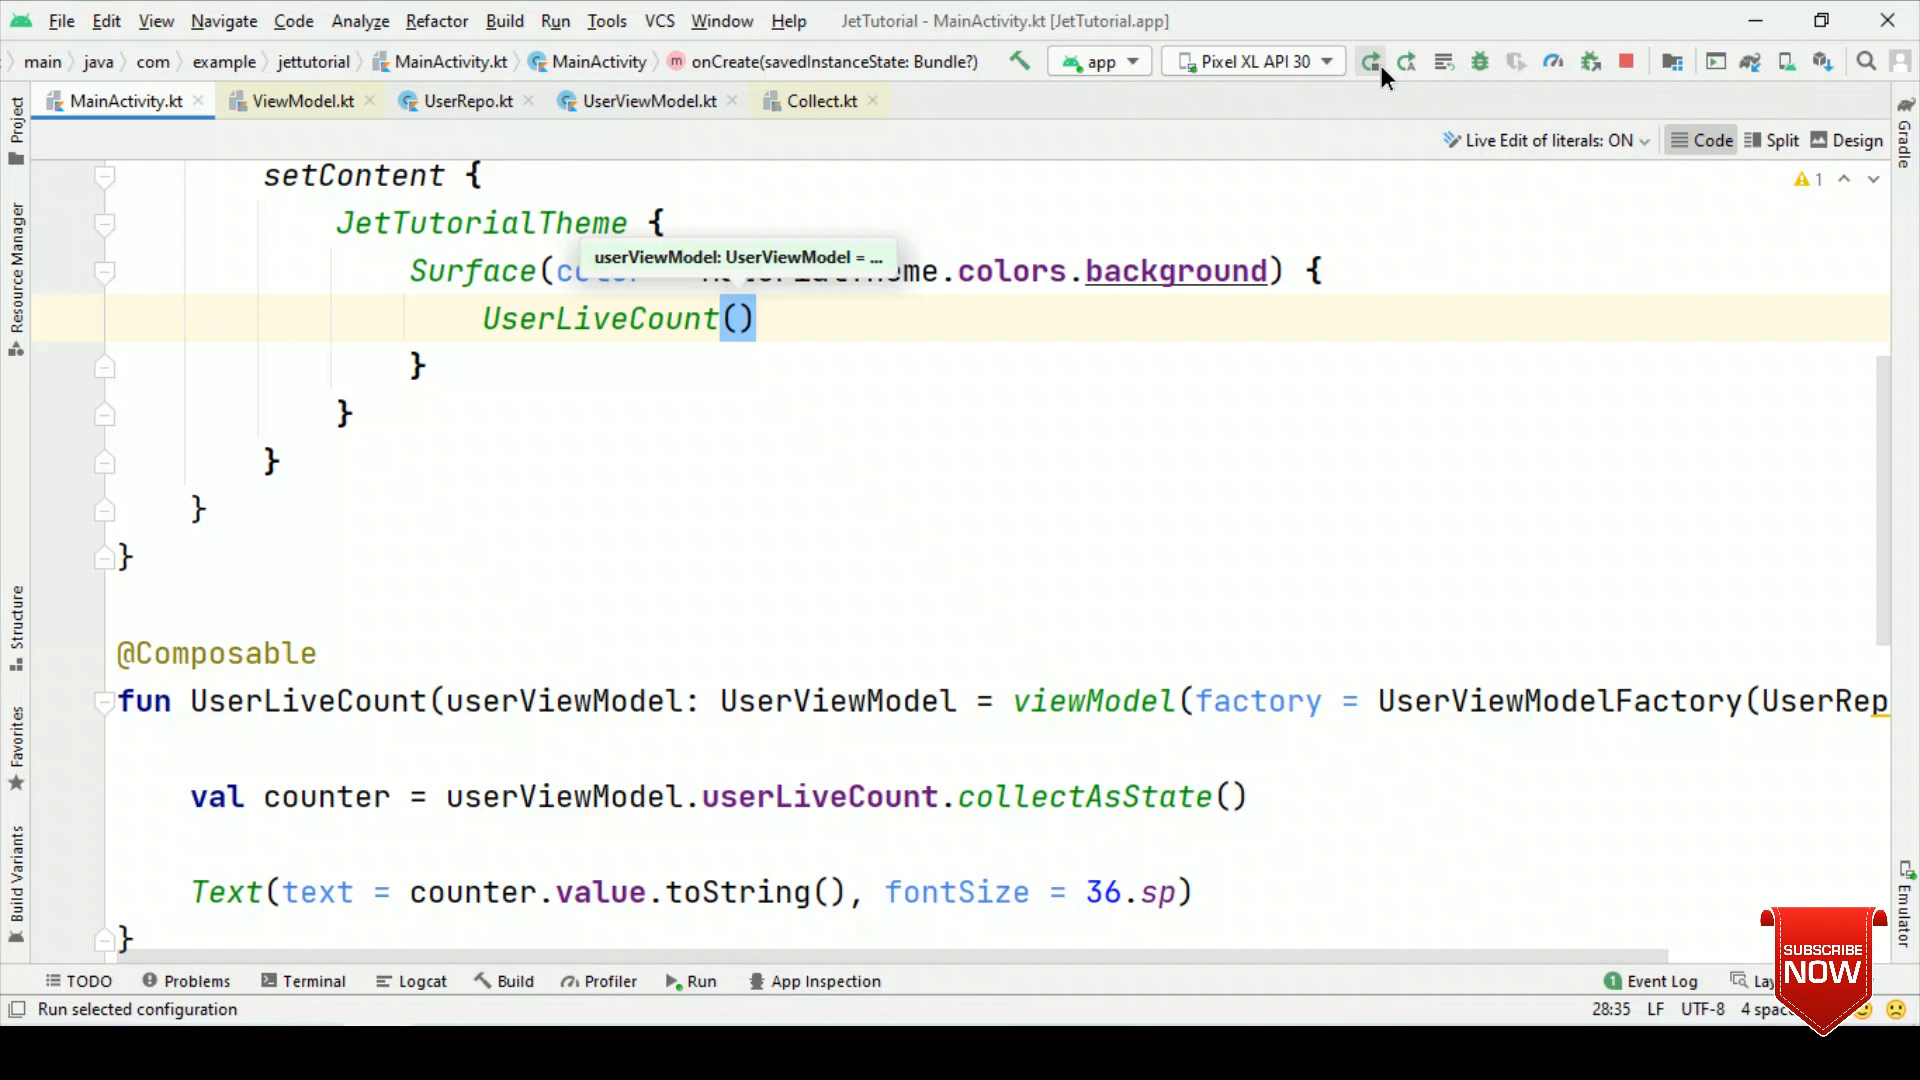 File Edit View Navigate Code Analyze Refactor Build Run Tools VCS Window Help JetTutorial - MainActivity.kt [JetTutorial.app]
main java com example jettutorial MainActivity.kt MainActivity m onCreate(savedInstanceState: Bundle?) app Pixel XL API 30
MainActivity.kt ViewModel.kt UserRepo.kt UserViewModel.kt Collect.kt
Live Edit of literals: ON Code Split Design
Project
Resource Manager
Structure
Favorites
Build Variants
Gradle
Emulator
1
setContent {
JetTutorialTheme {
userViewModel: UserViewModel = ...
Surface( me.colors.background) {
UserLiveCount()
}
}
}
}
}
@Composable
fun UserLiveCount(userViewModel: UserViewModel = viewModel(factory = UserViewModelFactory(UserRep
val counter = userViewModel.userLiveCount.collectAsState()
Text(text = counter.value.toString(), fontSize = 36.sp)
}
TODO Problems Terminal Logcat Build Profiler Run App Inspection 1 Event Log
SUBSCRIBE
NOW
Run selected configuration 28:35 LF UTF-8 4